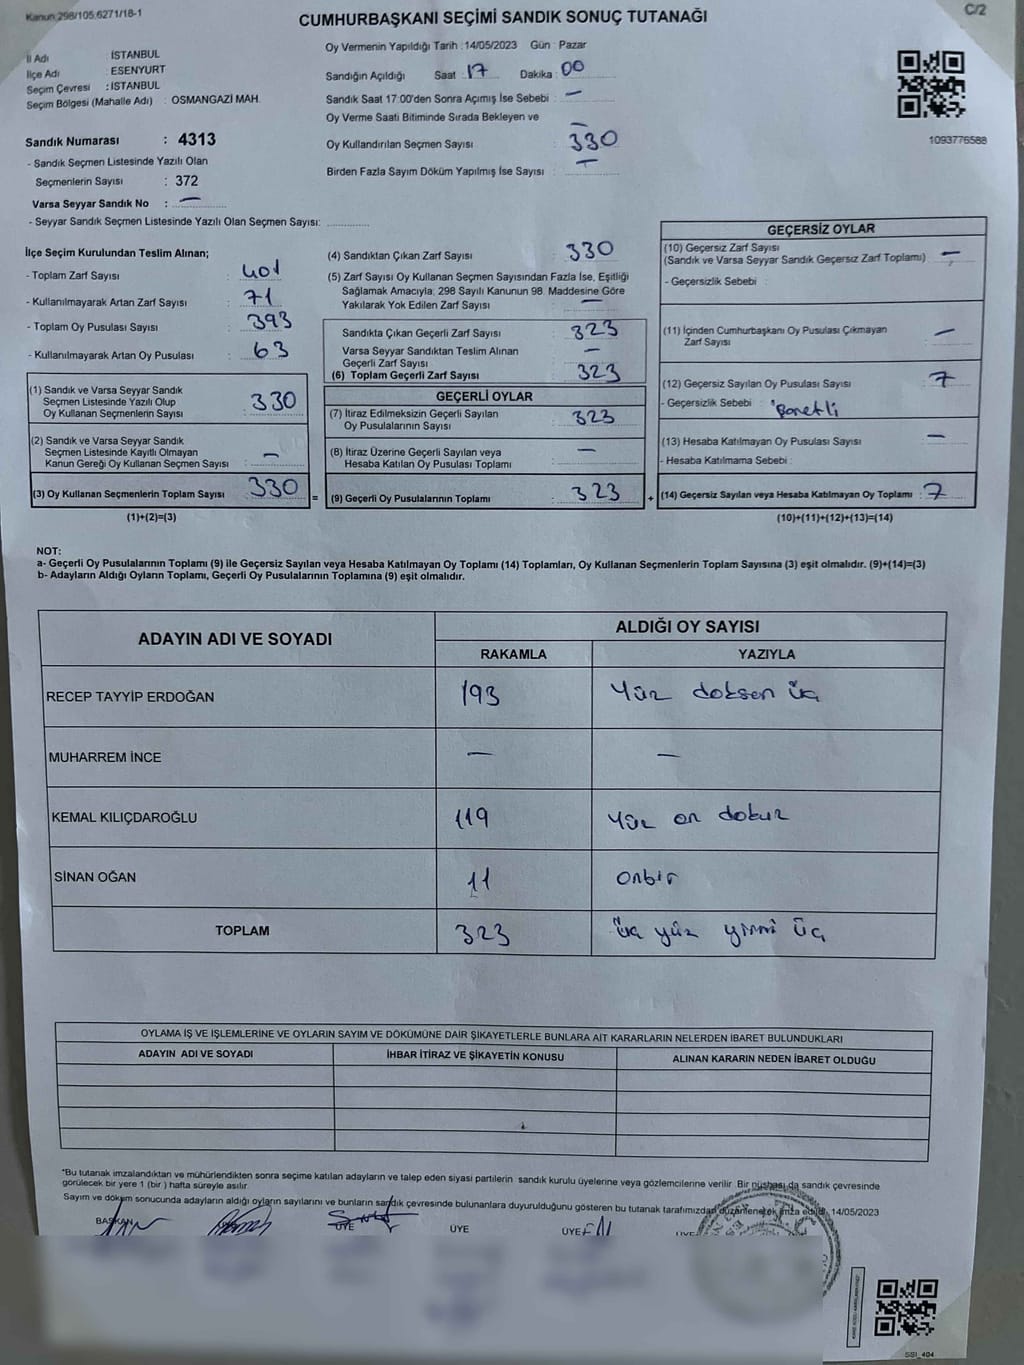 Kanun:298/105;6271/18-1
C/2
CUMHURBAŞKANI SEÇİMİ SANDIK SONUÇ TUTANAĞI
İl Adı : İSTANBUL
İlçe Adı : ESENYURT
Seçim Çevresi : İSTANBUL
Seçim Bölgesi (Mahalle Adı) : OSMANGAZİ MAH.
Sandık Numarası : 4313
- Sandık Seçmen Listesinde Yazılı Olan
Seçmenlerin Sayısı : 372
Varsa Seyyar Sandık No : —
- Seyyar Sandık Seçmen Listesinde Yazılı Olan Seçmen Sayısı:
Oy Vermenin Yapıldığı Tarih :14/05/2023 Gün : Pazar
Sandığın Açıldığı Saat : 17 Dakika : 00
Sandık Saat 17:00'den Sonra Açımış İse Sebebi : —
Oy Verme Saati Bitiminde Sırada Bekleyen ve
Oy Kullandırılan Seçmen Sayısı : 330
Birden Fazla Sayım Döküm Yapılmış İse Sayısı : —
1093776588
İlçe Seçim Kurulundan Teslim Alınan;
- Toplam Zarf Sayısı : 401
- Kullanılmayarak Artan Zarf Sayısı : 71
- Toplam Oy Pusulası Sayısı : 393
- Kullanılmayarak Artan Oy Pusulası : 63
(1) Sandık ve Varsa Seyyar Sandık
Seçmen Listesinde Yazılı Olup
Oy Kullanan Seçmenlerin Sayısı : 330
(2) Sandık ve Varsa Seyyar Sandık
Seçmen Listesinde Kayıtlı Olmayan
Kanun Gereği Oy Kullanan Seçmen Sayısı : —
(3) Oy Kullanan Seçmenlerin Toplam Sayısı : 330
(1)+(2)=(3)
=
(4) Sandıktan Çıkan Zarf Sayısı : 330
(5) Zarf Sayısı Oy Kullanan Seçmen Sayısından Fazla İse, Eşitliği
Sağlamak Amacıyla; 298 Sayılı Kanunun 98. Maddesine Göre
Yakılarak Yok Edilen Zarf Sayısı : —
Sandıkta Çıkan Geçerli Zarf Sayısı : 323
Varsa Seyyar Sandıktan Teslim Alınan
Geçerli Zarf Sayısı : —
(6) Toplam Geçerli Zarf Sayısı : 323
GEÇERLİ OYLAR
(7) İtiraz Edilmeksizin Geçerli Sayılan
Oy Pusulalarının Sayısı : 323
(8) İtiraz Üzerine Geçerli Sayılan veya
Hesaba Katılan Oy Pusulası Toplamı : —
(9) Geçerli Oy Pusulalarının Toplamı : 323
+
GEÇERSİZ OYLAR
(10) Geçersiz Zarf Sayısı
(Sandık ve Varsa Seyyar Sandık Geçersiz Zarf Toplamı) : —
- Geçersizlik Sebebi :
(11) İçinden Cumhurbaşkanı Oy Pusulası Çıkmayan
Zarf Sayısı : —
(12) Geçersiz Sayılan Oy Pusulası Sayısı : 7
- Geçersizlik Sebebi :
(13) Hesaba Katılmayan Oy Pusulası Sayısı : —
- Hesaba Katılmama Sebebi :
(14) Geçersiz Sayılan veya Hesaba Katılmayan Oy Toplamı : 7
(10)+(11)+(12)+(13)=(14)
NOT:
a- Geçerli Oy Pusulalarının Toplamı (9) ile Geçersiz Sayılan veya Hesaba Katılmayan Oy Toplamı (14) Toplamları, Oy Kullanan Seçmenlerin Toplam Sayısına (3) eşit olmalıdır. (9)+(14)=(3)
b- Adayların Aldığı Oyların Toplamı, Geçerli Oy Pusulalarının Toplamına (9) eşit olmalıdır.
ADAYIN ADI VE SOYADI
ALDIĞI OY SAYISI
RAKAMLA YAZIYLA
RECEP TAYYİP ERDOĞAN 193 Yüz doksan üç
MUHARREM İNCE — —
KEMAL KILIÇDAROĞLU 119 Yüz on dokuz
SİNAN OĞAN 11 onbir
TOPLAM 323 üç yüz yirmi üç
OYLAMA İŞ VE İŞLEMLERİNE VE OYLARIN SAYIM VE DÖKÜMÜNE DAİR ŞİKAYETLERLE BUNLARA AİT KARARLARIN NELERDEN İBARET BULUNDUKLARI
ADAYIN ADI VE SOYADI İHBAR İTİRAZ VE ŞİKAYETİN KONUSU ALINAN KARARIN NEDEN İBARET OLDUĞU
*Bu tutanak imzalandıktan ve mühürlendikten sonra seçime katılan adayların ve talep eden siyasi partilerin sandık kurulu üyelerine veya gözlemcilerine verilir. Bir nüshası da sandık çevresinde
görülecek bir yere 1 (bir ) hafta süreyle asılır.
Sayım ve döküm sonucunda adayların aldığı oyların sayılarını ve bunların sandık çevresinde bulunanlara duyurulduğunu gösteren bu tutanak tarafımızdan düzenlenerek imza edildi. 14/05/2023
BAŞKAN ÜYE ÜYE ÜYE ÜYE
SSI_404